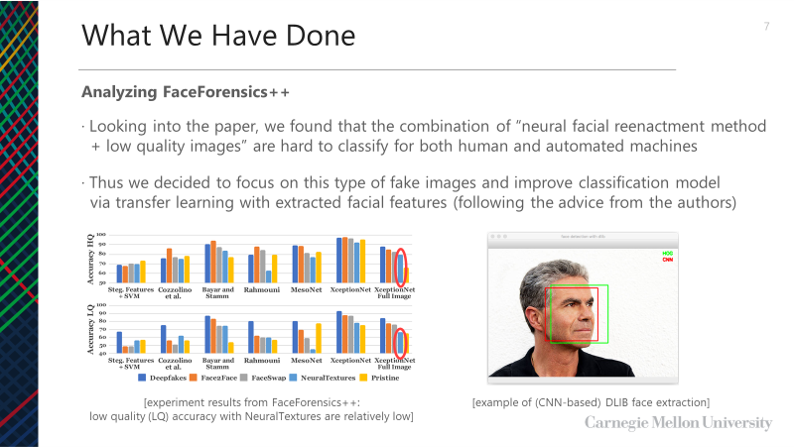 What We Have Done
7
Analyzing FaceForensics++
· Looking into the paper, we found that the combination of "neural facial reenactment method
+ low quality images" are hard to classify for both human and automated machines
· Thus we decided to focus on this type of fake images and improve classification model
via transfer learning with extracted facial features (following the advice from the authors)
Accuracy HQ
100
90
80
70
60
50
Steg. Features
+ SVM
Cozzolino
et al.
Bayar and
Stamm
Rahmouni
MesoNet
XceptionNet
XceptionNet
Full Image
Accuracy LQ
100
90
80
70
60
50
40
Steg. Features
+ SVM
Cozzolino
et al.
Bayar and
Stamm
Rahmouni
MesoNet
XceptionNet
XceptionNet
Full Image
Deepfakes Face2Face FaceSwap NeuralTextures Pristine
[experiment results from FaceForensics++:
low quality (LQ) accuracy with NeuralTextures are relatively low]
HOG
CNN
[example of (CNN-based) DLIB face extraction]
Carnegie Mellon University